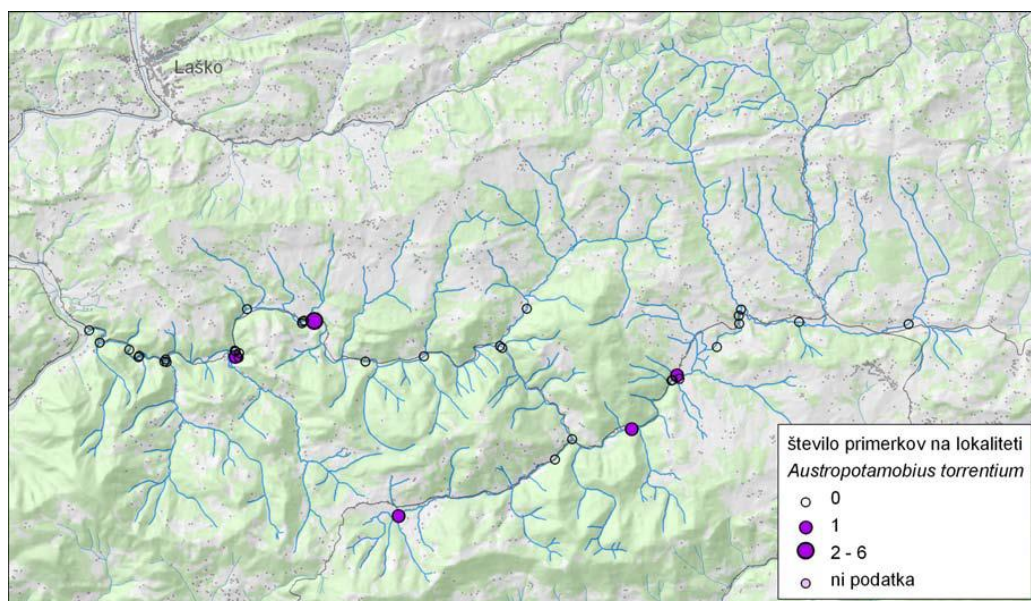 Laško
število primerkov na lokaliteti
Austropotamobius torrentium
0
1
2 - 6
ni podatka